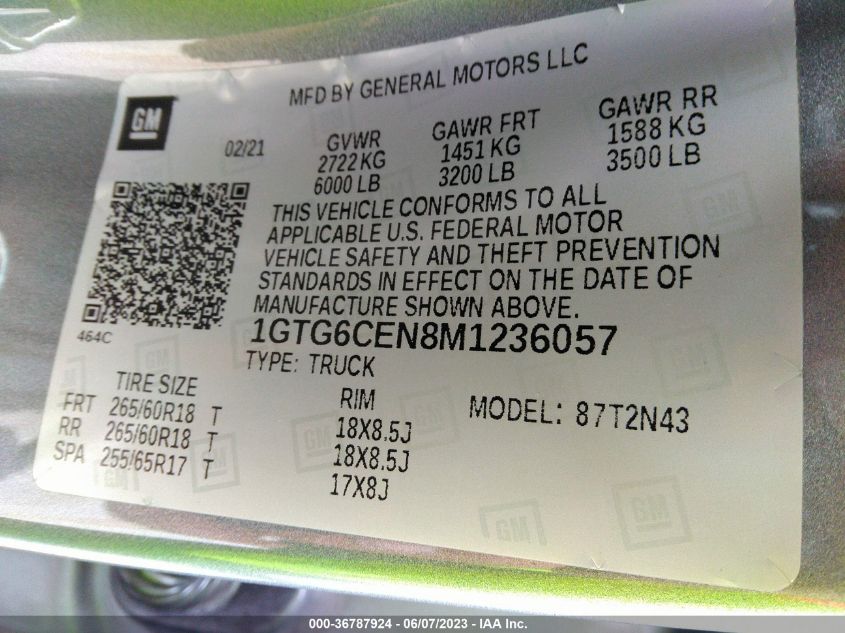 MFD BY GENERAL MOTORS LLC
GM
02/21
GVWR GAWR FRT GAWR RR
2722 KG 1451 KG 1588 KG
6000 LB 3200 LB 3500 LB
THIS VEHICLE CONFORMS TO ALL
APPLICABLE U.S. FEDERAL MOTOR
VEHICLE SAFETY AND THEFT PREVENTION
STANDARDS IN EFFECT ON THE DATE OF
MANUFACTURE SHOWN ABOVE.
464C
1GTG6CEN8M1236057
TYPE: TRUCK
TIRE SIZE RIM MODEL: 87T2N43
FRT 265/60R18 T 18X8.5J
RR 265/60R18 T 18X8.5J
SPA 255/65R17 T 17X8J
000-36787924 - 06/07/2023 - IAA Inc.